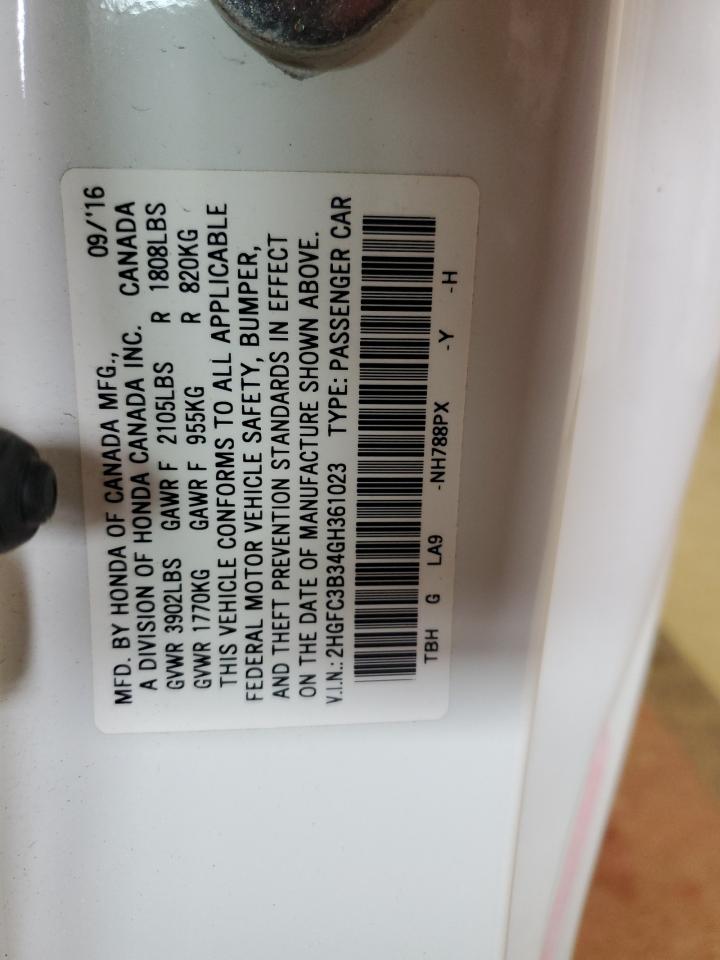 MFD. BY HONDA OF CANADA MFG., 09/'16
A DIVISION OF HONDA CANADA INC. CANADA
GVWR 3902LBS GAWR F 2105LBS R 1808LBS
GVWR 1770KG GAWR F 955KG R 820KG
THIS VEHICLE CONFORMS TO ALL APPLICABLE
FEDERAL MOTOR VEHICLE SAFETY, BUMPER,
AND THEFT PREVENTION STANDARDS IN EFFECT
ON THE DATE OF MANUFACTURE SHOWN ABOVE.
V.I.N.: 2HGFC3B34GH361023 TYPE: PASSENGER CAR
TBH G LA9 -NH788PX -Y -H